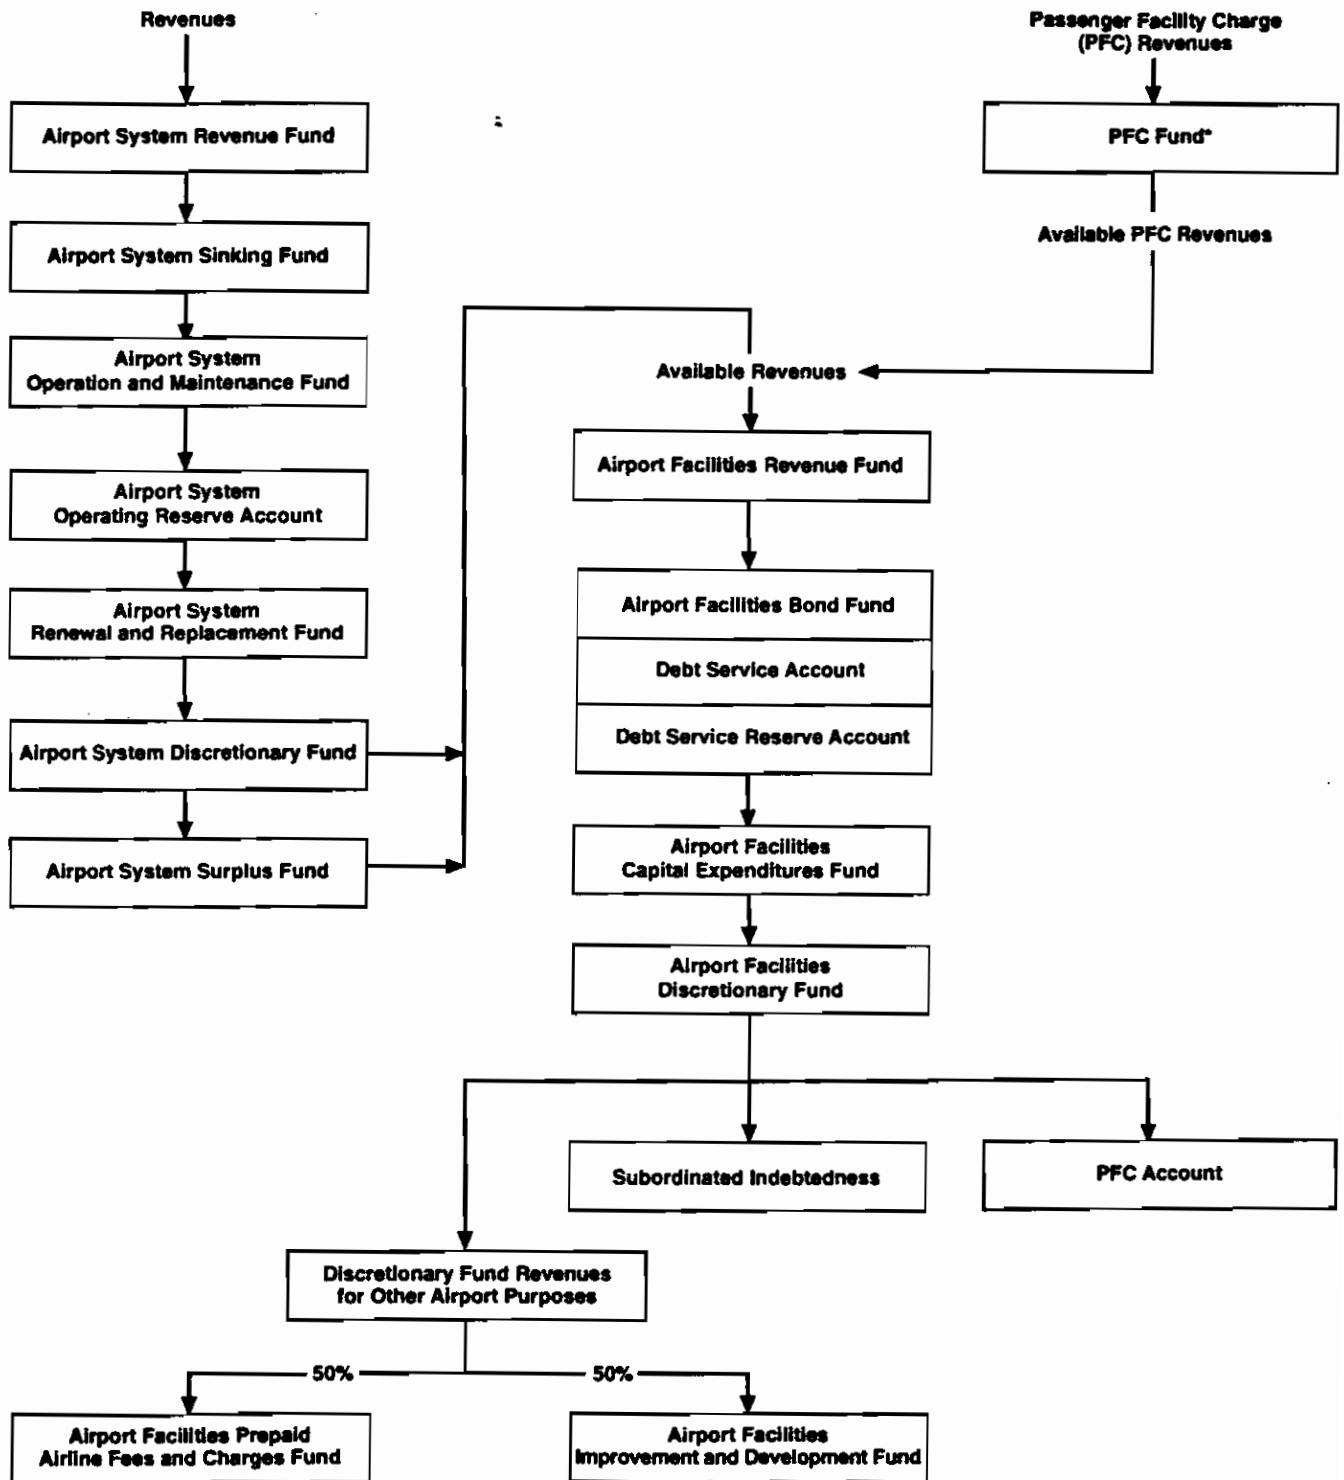 Revenues
Passenger Facility Charge
(PFC) Revenues
Airport System Revenue Fund
PFC Fund*
Airport System Sinking Fund
Available PFC Revenues
Airport System
Operation and Maintenance Fund
Available Revenues
Airport Facilities Revenue Fund
Airport System
Operating Reserve Account
Airport Facilities Bond Fund
Airport System
Renewal and Replacement Fund
Debt Service Account
Debt Service Reserve Account
Airport System Discretionary Fund
Airport System Surplus Fund
Airport Facilities
Capital Expenditures Fund
Airport Facilities
Discretionary Fund
Subordinated Indebtedness
PFC Account
Discretionary Fund Revenues
for Other Airport Purposes
50%
50%
Airport Facilities Prepaid
Airline Fees and Charges Fund
Airport Facilities
Improvement and Development Fund